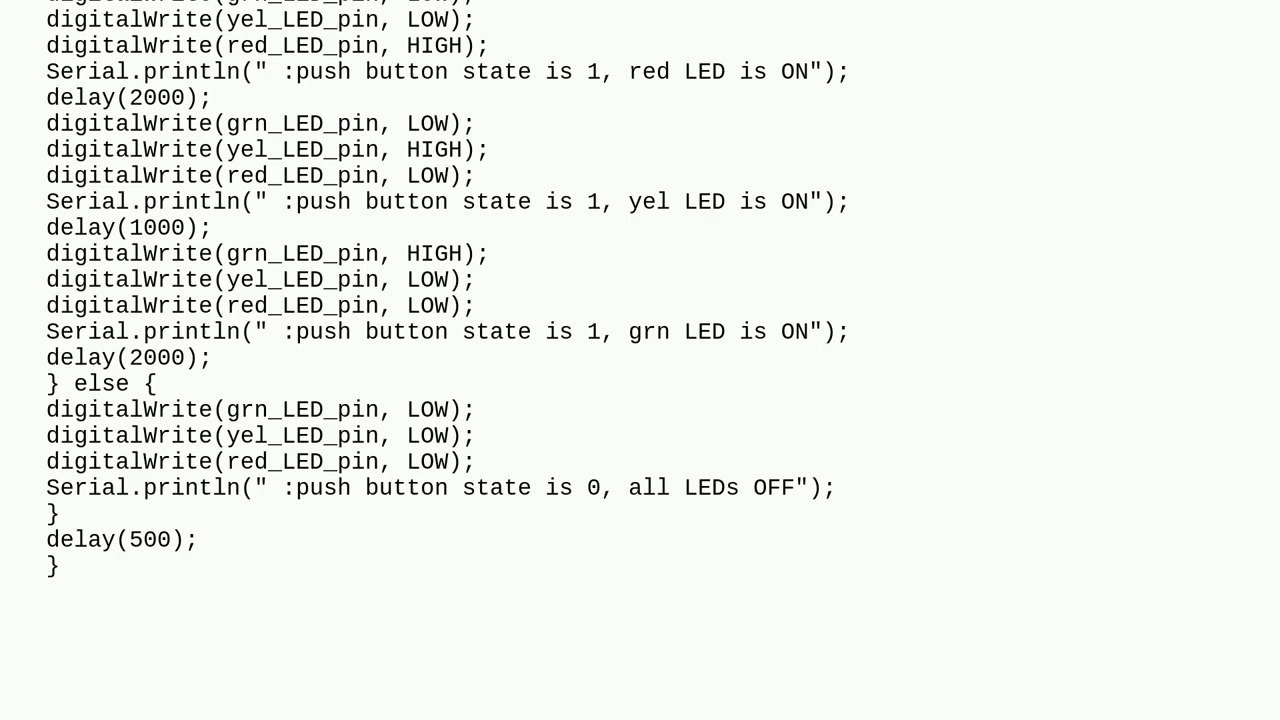 digitalWrite(grn_LED_pin, LOW);
digitalWrite(yel_LED_pin, LOW);
digitalWrite(red_LED_pin, HIGH);
Serial.println(" :push button state is 1, red LED is ON");
delay(2000);
digitalWrite(grn_LED_pin, LOW);
digitalWrite(yel_LED_pin, HIGH);
digitalWrite(red_LED_pin, LOW);
Serial.println(" :push button state is 1, yel LED is ON");
delay(1000);
digitalWrite(grn_LED_pin, HIGH);
digitalWrite(yel_LED_pin, LOW);
digitalWrite(red_LED_pin, LOW);
Serial.println(" :push button state is 1, grn LED is ON");
delay(2000);
} else {
digitalWrite(grn_LED_pin, LOW);
digitalWrite(yel_LED_pin, LOW);
digitalWrite(red_LED_pin, LOW);
Serial.println(" :push button state is 0, all LEDs OFF");
}
delay(500);
}